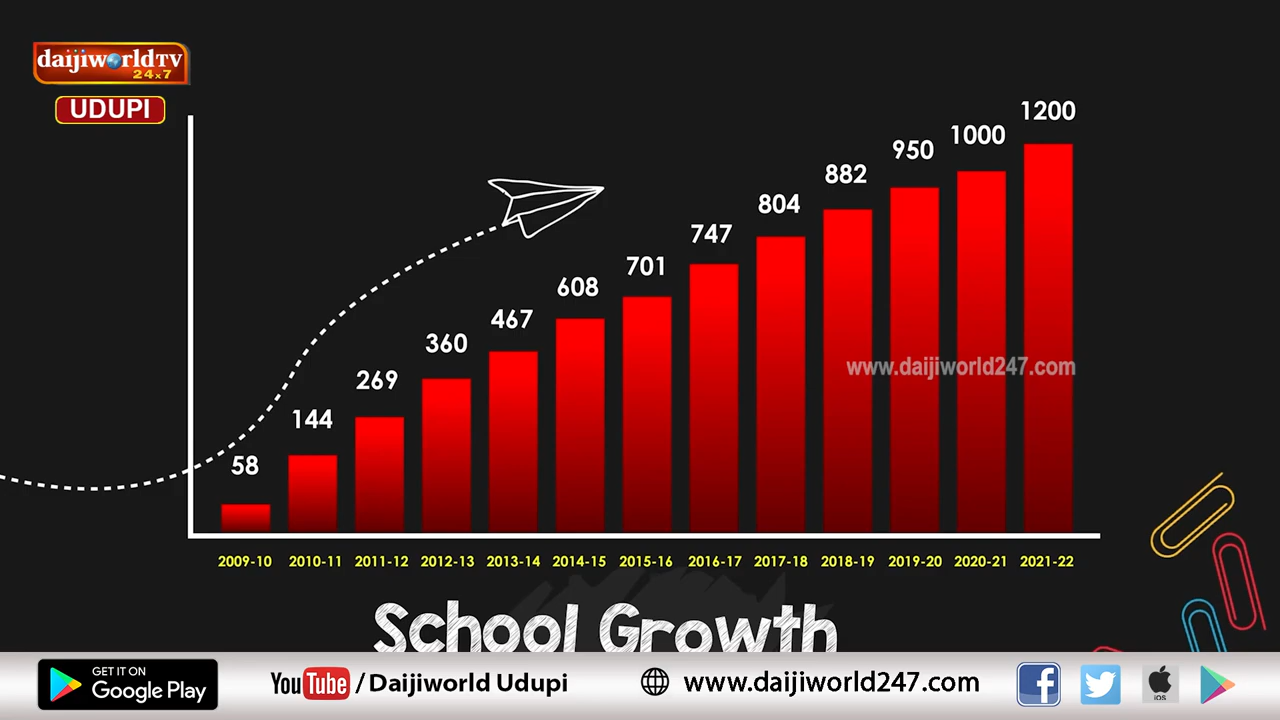 daijiworldTV
24x7
UDUPI
1200
1000
950
882
804
747
701
608
467
360
269
144
58
www.daijiworld247.com
2009-10 2010-11 2011-12 2012-13 2013-14 2014-15 2015-16 2016-17 2017-18 2018-19 2019-20 2020-21 2021-22
School Growth
GET IT ON
Google Play
YouTube /Daijiworld Udupi
www.daijiworld247.com
iOS